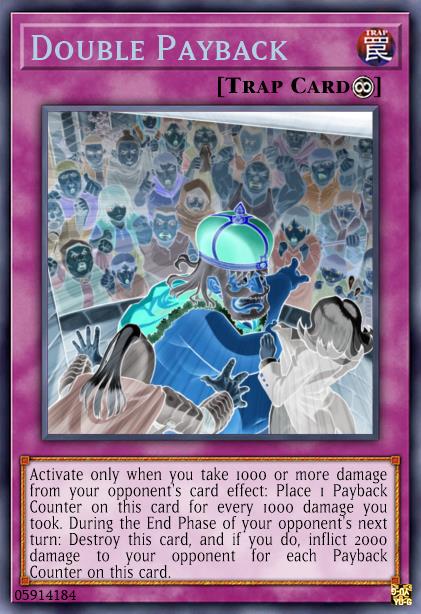 DOUBLE PAYBACK
TRAP
罠
[TRAP CARD]
Activate only when you take 1000 or more damage
from your opponent's card effect: Place 1 Payback
Counter on this card for every 1000 damage you
took. During the End Phase of your opponent's next
turn: Destroy this card, and if you do, inflict 2000
damage to your opponent for each Payback
Counter on this card.
05914184